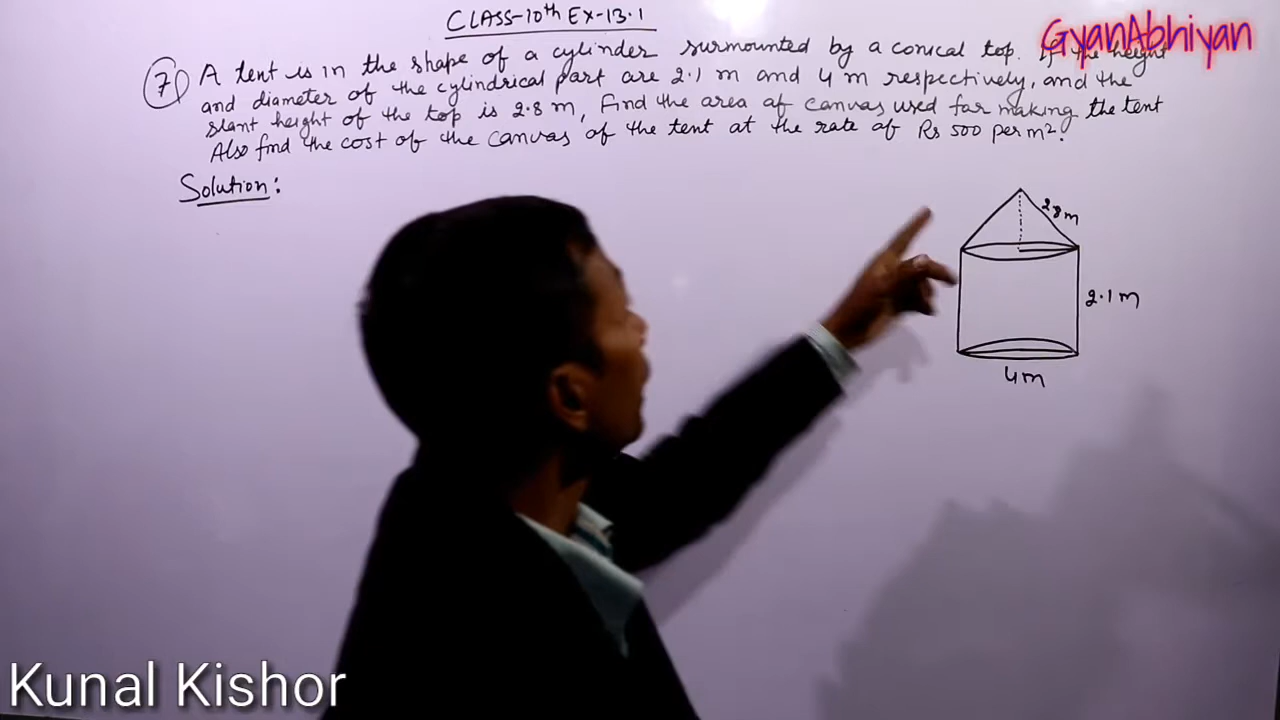 CLASS-10th EX-13.1
GyanAbhiyan
7 A tent is in the shape of a cylinder surmounted by a conical top. If the height
and diameter of the cylindrical part are 2.1 m and 4 m respectively, and the
slant height of the top is 2.8 m, Find the area of canvas used for making the tent
Also find the cost of the canvas of the tent at the rate of Rs 500 per m².
Solution:
2.8 m
2.1 m
4m
Kunal Kishor